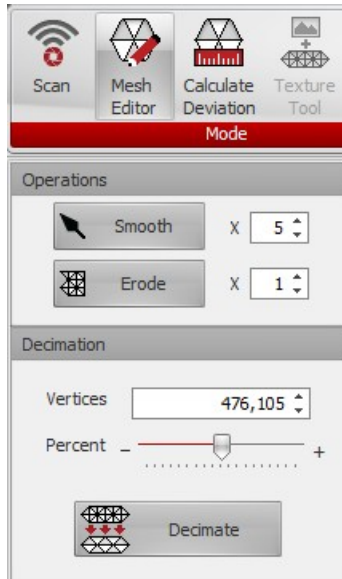 Scan
Mesh
Editor
Calculate
Deviation
Texture
Tool
Mode
Operations
Smooth X 5
Erode X 1
Decimation
Vertices 476,105
Percent - +
Decimate